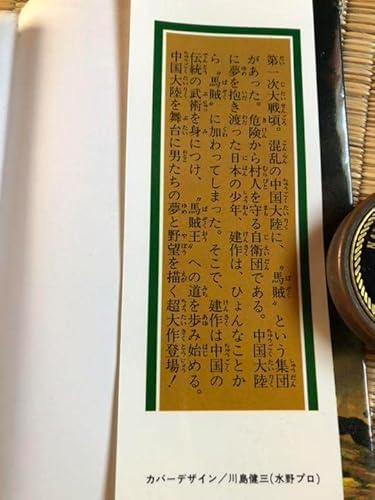 第一次大戦頃。混乱の中国大陸に、〝馬賊〟という集団
があった。危険から村人を守る自衛団である。中国大陸
に夢を抱き渡った日本の少年、建作は、ひょんなことか
ら〝馬賊〟に加わってしまった。そこで、建作は中国の
伝統の武術を身につけ、〝馬賊王〟への道を歩み始める。
中国大陸を舞台に男たちの夢と野望を描く超大作登場！
カバーデザイン／川島健三(水野プロ)